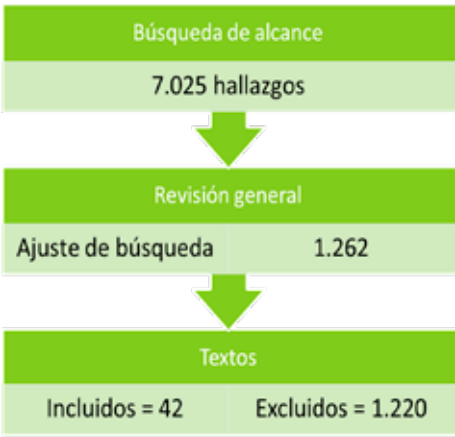 Búsqueda de alcance
7.025 hallazgos
Revisión general
Ajuste de búsqueda 1.262
Textos
Incluidos = 42 Excluidos = 1.220